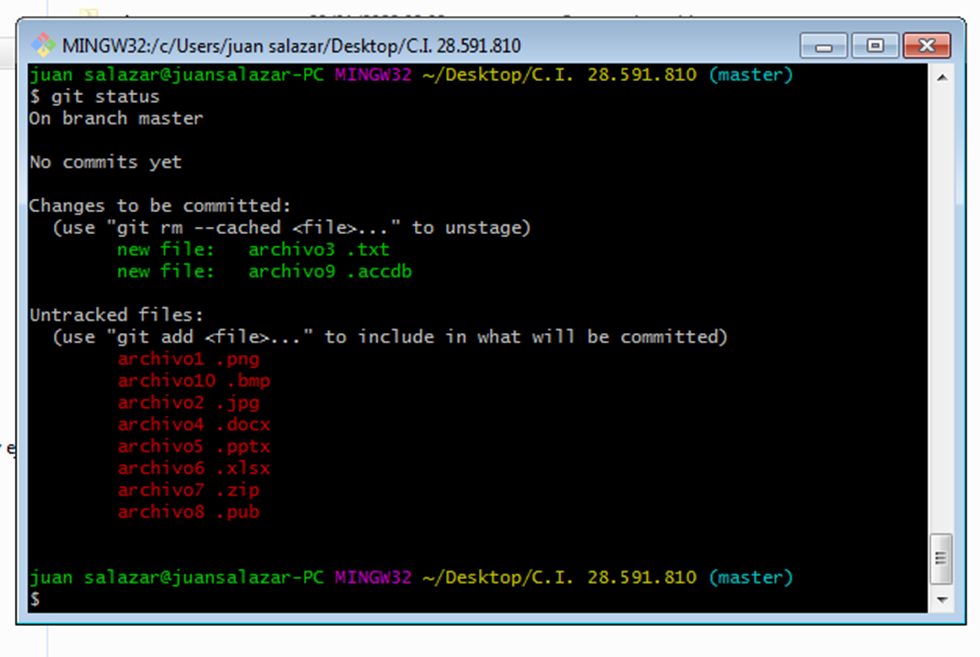 MINGW32:/c/Users/juan salazar/Desktop/C.I. 28.591.810
juan salazar@juansalazar-PC MINGW32 ~/Desktop/C.I. 28.591.810 (master)
$ git status
On branch master
No commits yet
Changes to be committed:
(use "git rm --cached <file>..." to unstage)
new file:   archivo3 .txt
new file:   archivo9 .accdb
Untracked files:
(use "git add <file>..." to include in what will be committed)
archivo1 .png
archivo10 .bmp
archivo2 .jpg
archivo4 .docx
archivo5 .pptx
archivo6 .xlsx
archivo7 .zip
archivo8 .pub
juan salazar@juansalazar-PC MINGW32 ~/Desktop/C.I. 28.591.810 (master)
$